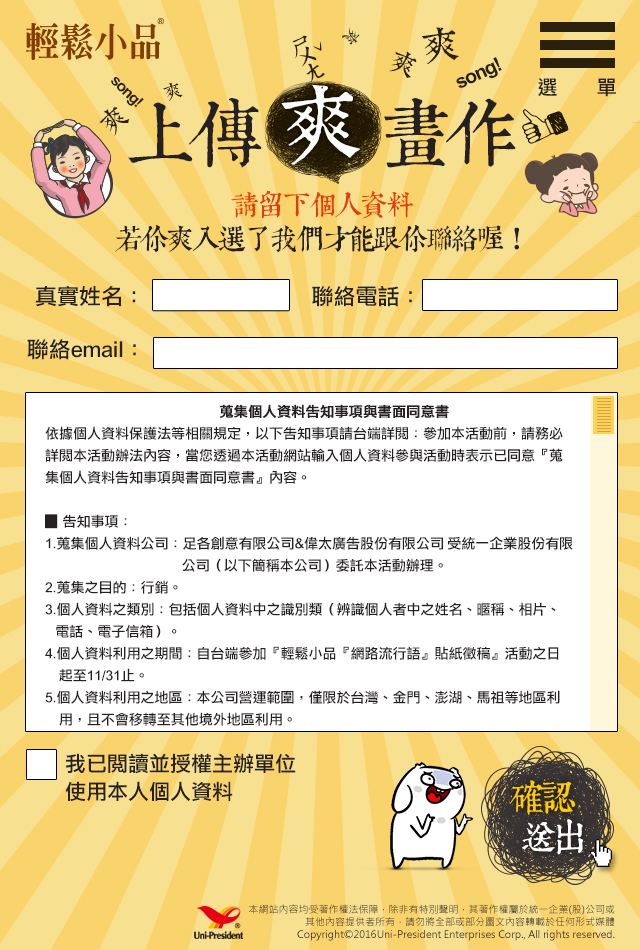 輕鬆小品®
選 單
ㄕㄨㄤ
爽
爽
爽
song!
song!
爽
爽
上傳爽畫作
請留下個人資料
若你爽入選了我們才能跟你聯絡喔！
真實姓名：
聯絡電話：
聯絡email：
蒐集個人資料告知事項與書面同意書
依據個人資料保護法等相關規定，以下告知事項請台端詳閱：參加本活動前，請務必
詳閱本活動辦法內容，當您透過本活動網站輸入個人資料參與活動時表示已同意『蒐
集個人資料告知事項與書面同意書』內容。
■ 告知事項：
1.蒐集個人資料公司：足各創意有限公司&偉太廣告股份有限公司 受統一企業股份有限
公司（以下簡稱本公司）委託本活動辦理。
2.蒐集之目的：行銷。
3.個人資料之類別：包括個人資料中之識別類（辨識個人者中之姓名、暱稱、相片、
電話、電子信箱）。
4.個人資料利用之期間：自台端參加『輕鬆小品『網路流行語』貼紙徵稿』活動之日
起至11/31止。
5.個人資料利用之地區：本公司營運範圍，僅限於台灣、金門、澎湖、馬祖等地區利
用，且不會移轉至其他境外地區利用。
我已閱讀並授權主辦單位
使用本人個人資料
確認
送出
Uni-President
本網站內容均受著作權法保障，除非有特別聲明，其著作權屬於統一企業(股)公司或
其他內容提供者所有，請勿將全部或部分圖文內容轉載於任何形式媒體
Copyright©2016Uni-President Enterprises Corp, All rights reserved.